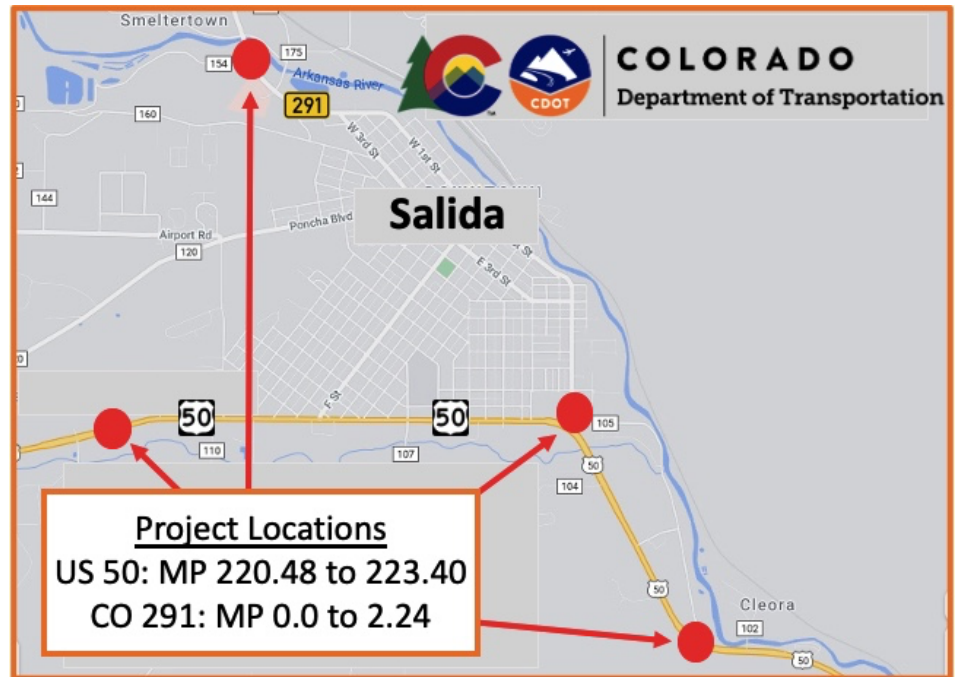 Smeltertown
154
175
Arkansas River
291
COLORADO
Department of Transportation
CDOT
TM
160
W 3rd St
W 1st St
144
Salida
Poncha Blvd
Airport Rd
120
E 3rd St
F St
50
50
105
110
107
50
104
Project Locations
US 50: MP 220.48 to 223.40
CO 291: MP 0.0 to 2.24
50
Cleora
102
50